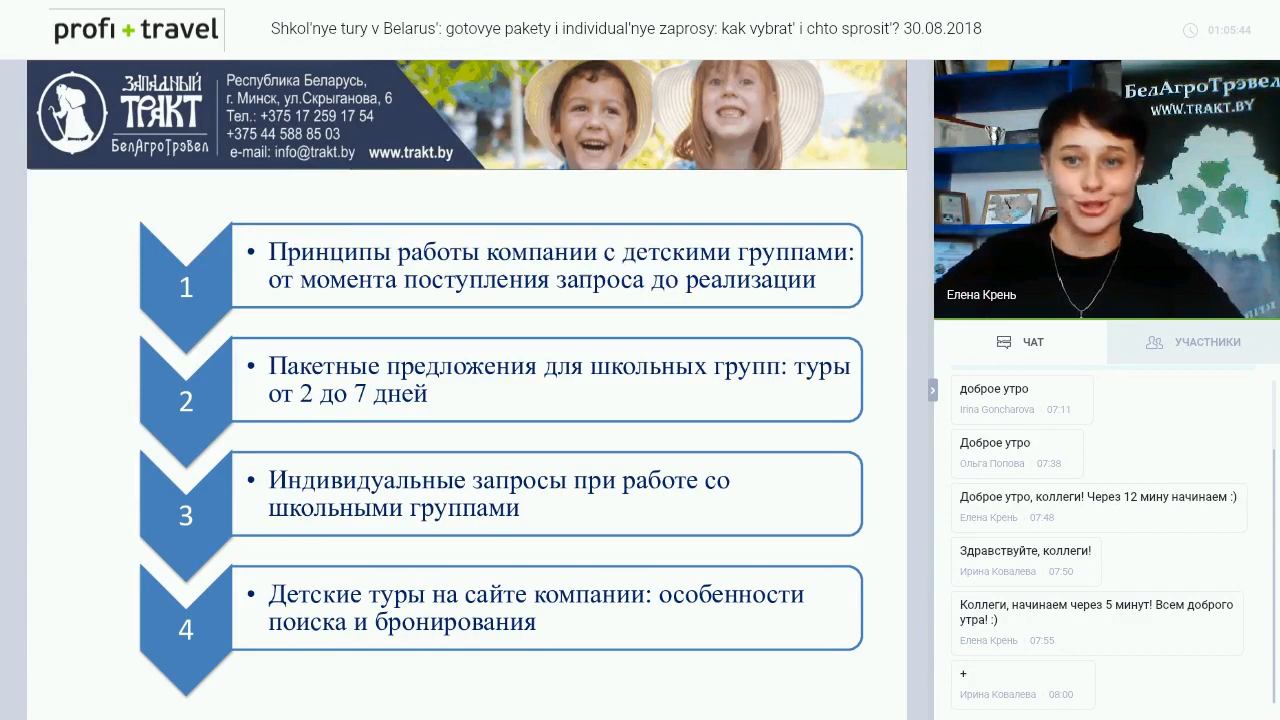 profi + travel
Shkol'nye tury v Belarus': gotovye pakety i individual'nye zaprosy: kak vybrat' i chto sprosit'? 30.08.2018
01:05:44
ЗАПАДНЫЙ
ТРАКТ
БелАгроТрэвел
Республика Беларусь,
г. Минск, ул.Скрыганова, 6
Тел.: +375 17 259 17 54
+375 44 588 85 03
e-mail: info@trakt.by www.trakt.by
1
• Принципы работы компании с детскими группами:
от момента поступления запроса до реализации
2
• Пакетные предложения для школьных групп: туры
от 2 до 7 дней
3
• Индивидуальные запросы при работе со
школьными группами
4
• Детские туры на сайте компании: особенности
поиска и бронирования
БелАгроТрэвел
WWW.TRAKT.BY
Елена Крень
ЧАТ
УЧАСТНИКИ
доброе утро
Irina Goncharova 07:11
Доброе утро
Ольга Попова 07:38
Доброе утро, коллеги! Через 12 мину начинаем :)
Елена Крень 07:48
Здравствуйте, коллеги!
Ирина Ковалева 07:50
Коллеги, начинаем через 5 минут! Всем доброго
утра! :)
Елена Крень 07:55
+
Ирина Ковалева 08:00